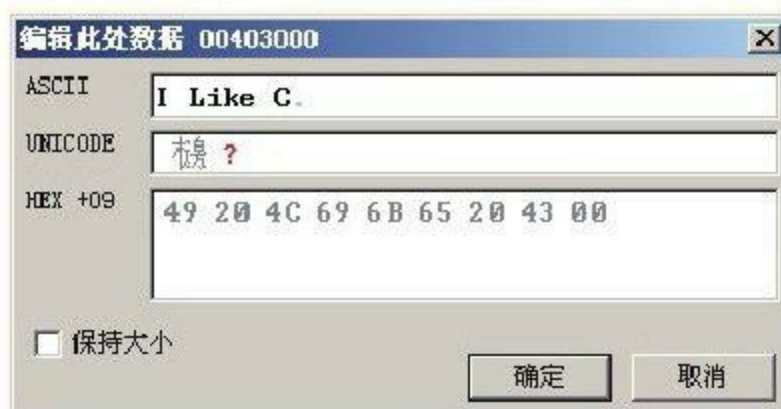 编辑此处数据 00403000
ASCII
I Like C.
UNICODE
?
HEX +09
49 20 4C 69 6B 65 20 43 00
保持大小
确定 取消